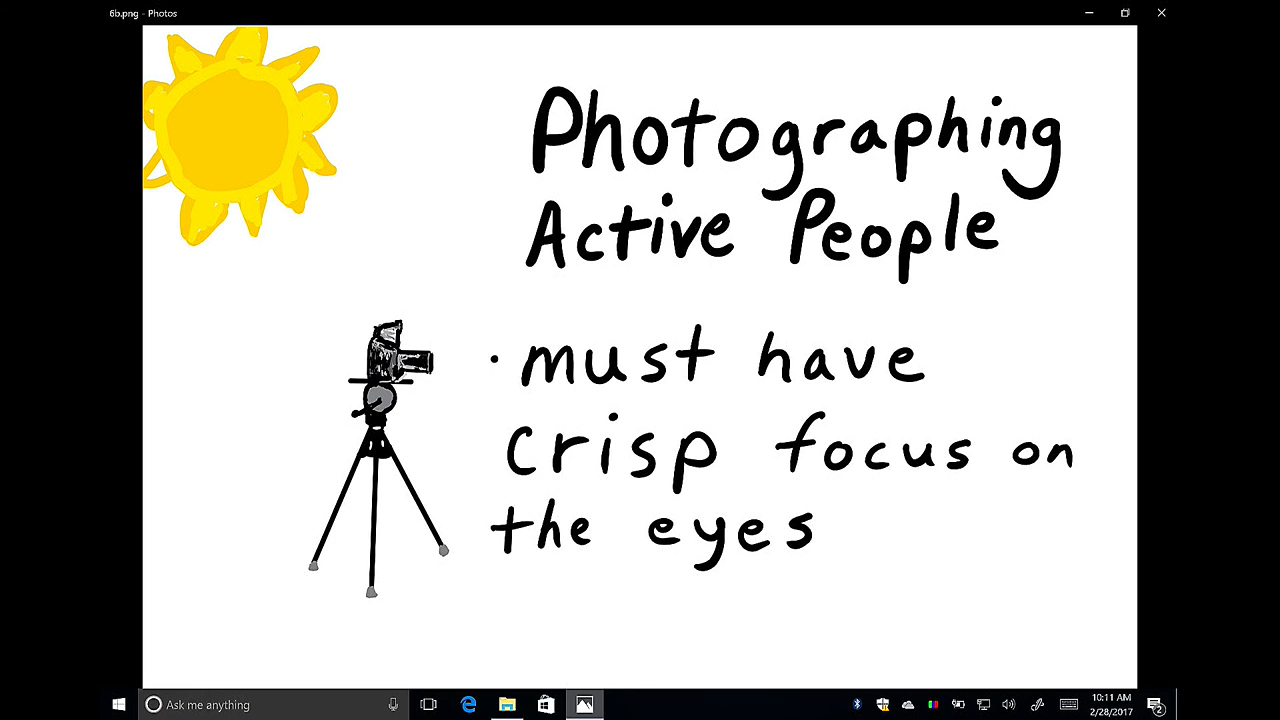 6b.png - Photos
Photographing
Active People
· must have
crisp focus on
the eyes
Ask me anything
10:11 AM
2/28/2017
2